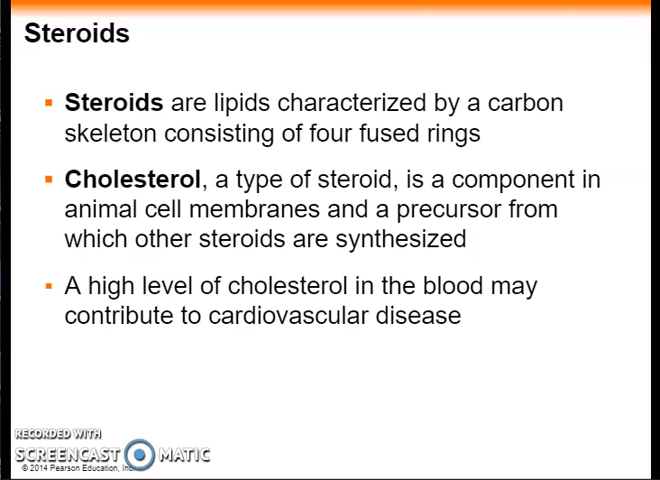 Steroids
Steroids are lipids characterized by a carbon
skeleton consisting of four fused rings
Cholesterol, a type of steroid, is a component in
animal cell membranes and a precursor from
which other steroids are synthesized
A high level of cholesterol in the blood may
contribute to cardiovascular disease
RECORDED WITH
SCREENCAST MATIC
© 2014 Pearson Education, Inc.